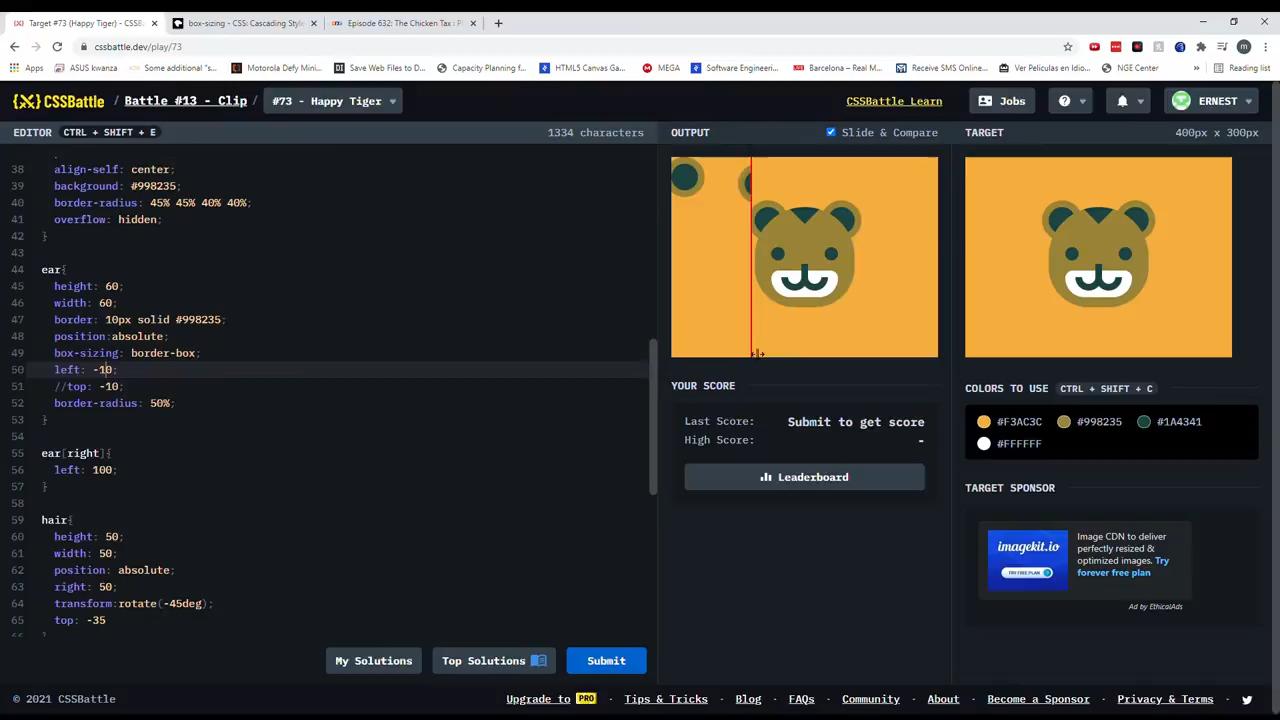 Target #73 (Happy Tiger) - CSSB
box-sizing - CSS: Cascading Style
Episode 632: The Chicken Tax : Pl
cssbattle.dev/play/73
Apps
ASUS kwanza
Some additional "s...
Motorola Defy Mini...
Save Web Files to D...
Capacity Planning f...
HTML5 Canvas Ga...
MEGA
Software Engineeri...
Barcelona – Real M...
Receive SMS Online...
Ver Peliculas en Idio...
NGE Center
»
Reading list
CSSBattle / Battle #13 - Clip / #73 - Happy Tiger
CSSBattle Learn
Jobs
ERNEST
EDITOR CTRL + SHIFT + E 1334 characters
OUTPUT Slide & Compare
TARGET 400px x 300px
38 align-self: center;
39 background: #998235;
40 border-radius: 45% 45% 40% 40%;
41 overflow: hidden;
42 }
43
44 ear{
45 height: 60;
46 width: 60;
47 border: 10px solid #998235;
48 position:absolute;
49 box-sizing: border-box;
50 left: -10;
51 //top: -10;
52 border-radius: 50%;
53 }
54
55 ear[right]{
56 left: 100;
57 }
58
59 hair{
60 height: 50;
61 width: 50;
62 position: absolute;
63 right: 50;
64 transform:rotate(-45deg);
65 top: -35
YOUR SCORE
Last Score: Submit to get score
High Score: -
Leaderboard
COLORS TO USE CTRL + SHIFT + C
#F3AC3C #998235 #1A4341
#FFFFFF
TARGET SPONSOR
imagekit.io
TRY FREE PLAN
Image CDN to deliver
perfectly resized &
optimized images. Try
forever free plan
Ad by EthicalAds
My Solutions
Top Solutions
Submit
© 2021 CSSBattle
Upgrade to PRO · Tips & Tricks · Blog · FAQs · Community · About · Become a Sponsor · Privacy & Terms ·